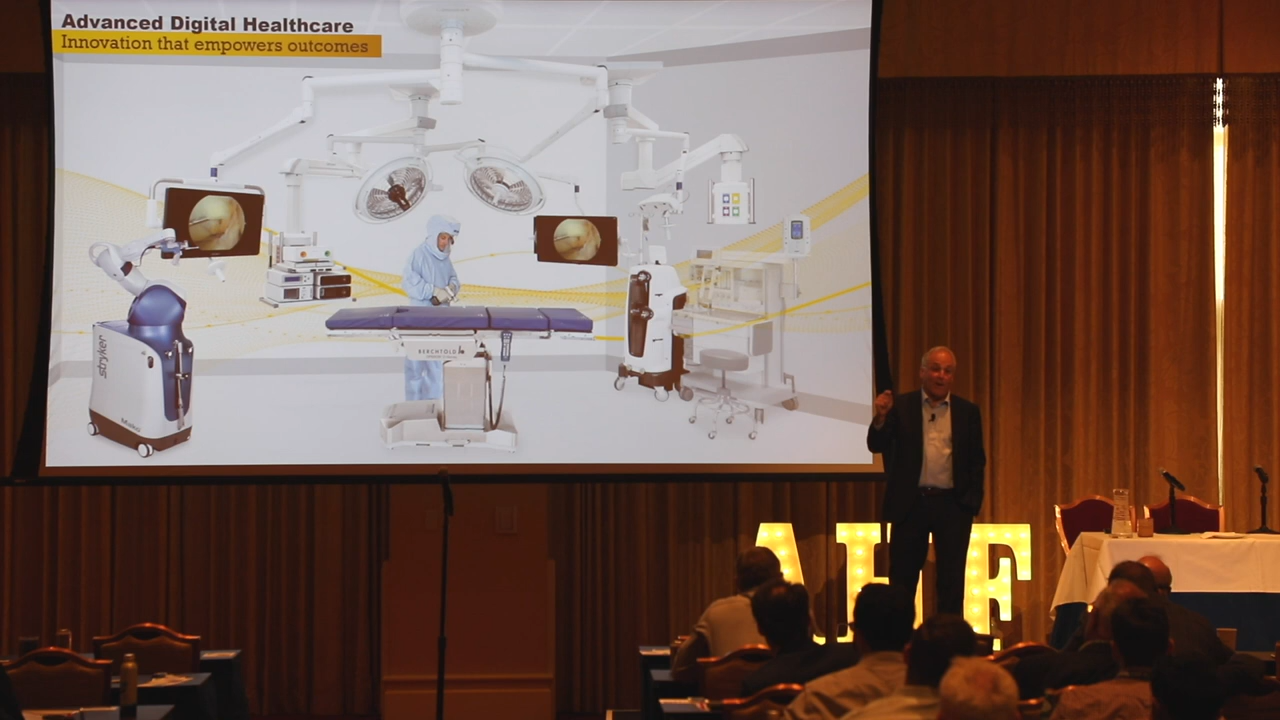 Advanced Digital Healthcare
Innovation that empowers outcomes
stryker
BERCHTOLD